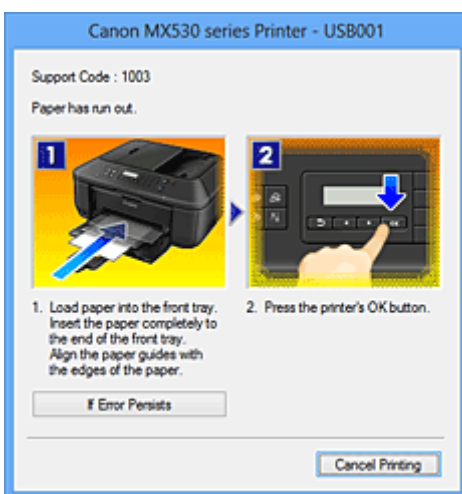 Canon MX530 series Printer - USB001
Support Code : 1003
Paper has run out.
1
2
1. Load paper into the front tray.
Insert the paper completely to
the end of the front tray.
Align the paper guides with
the edges of the paper.
2. Press the printer's OK button.
If Error Persists
Cancel Printing